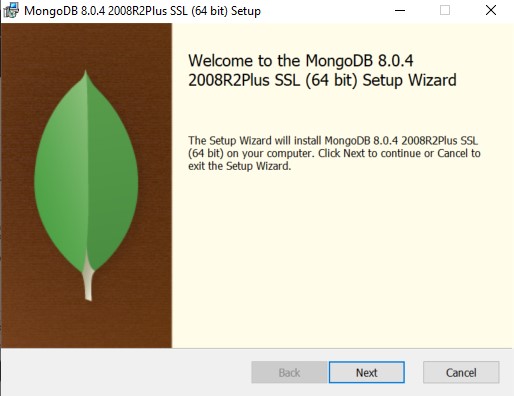 MongoDB 8.0.4 2008R2Plus SSL (64 bit) Setup
Welcome to the MongoDB 8.0.4
2008R2Plus SSL (64 bit) Setup Wizard
The Setup Wizard will install MongoDB 8.0.4 2008R2Plus SSL
(64 bit) on your computer. Click Next to continue or Cancel to
exit the Setup Wizard.
Back Next Cancel